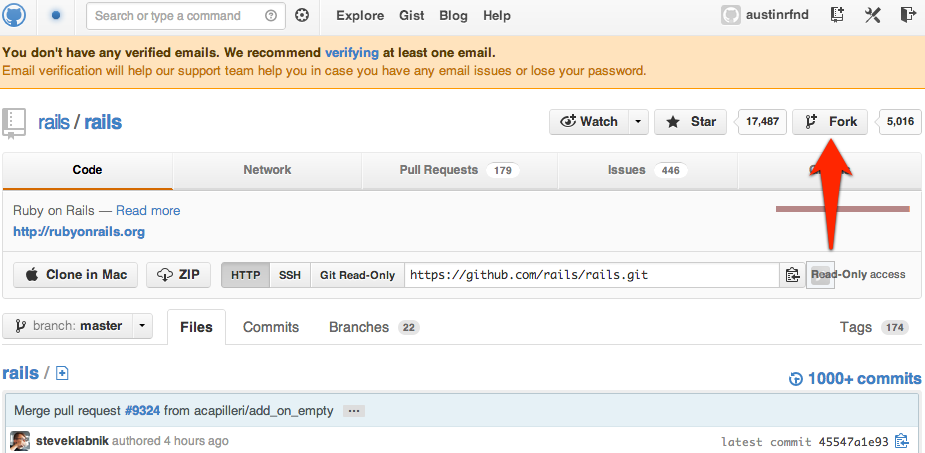 Search or type a command
Explore Gist Blog Help
austinrfnd
You don't have any verified emails. We recommend verifying at least one email.
Email verification will help our support team help you in case you have any email issues or lose your password.
rails / rails
Watch Star 17,487 Fork 5,016
Code Network Pull Requests 179 Issues 446
Ruby on Rails — Read more
http://rubyonrails.org
Clone in Mac ZIP HTTP SSH Git Read-Only https://github.com/rails/rails.git Read-Only access
branch: master Files Commits Branches 22 Tags 174
rails /
1000+ commits
Merge pull request #9324 from acapilleri/add_on_empty ...
steveklabnik authored 4 hours ago latest commit 45547a1e93